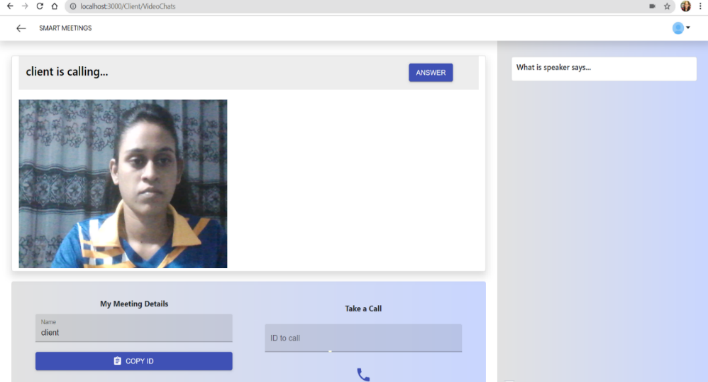 localhost:3000/Client/VideoChats
SMART MEETINGS
client is calling...
ANSWER
What is speaker says...
My Meeting Details
Name
client
COPY ID
Take a Call
ID to call